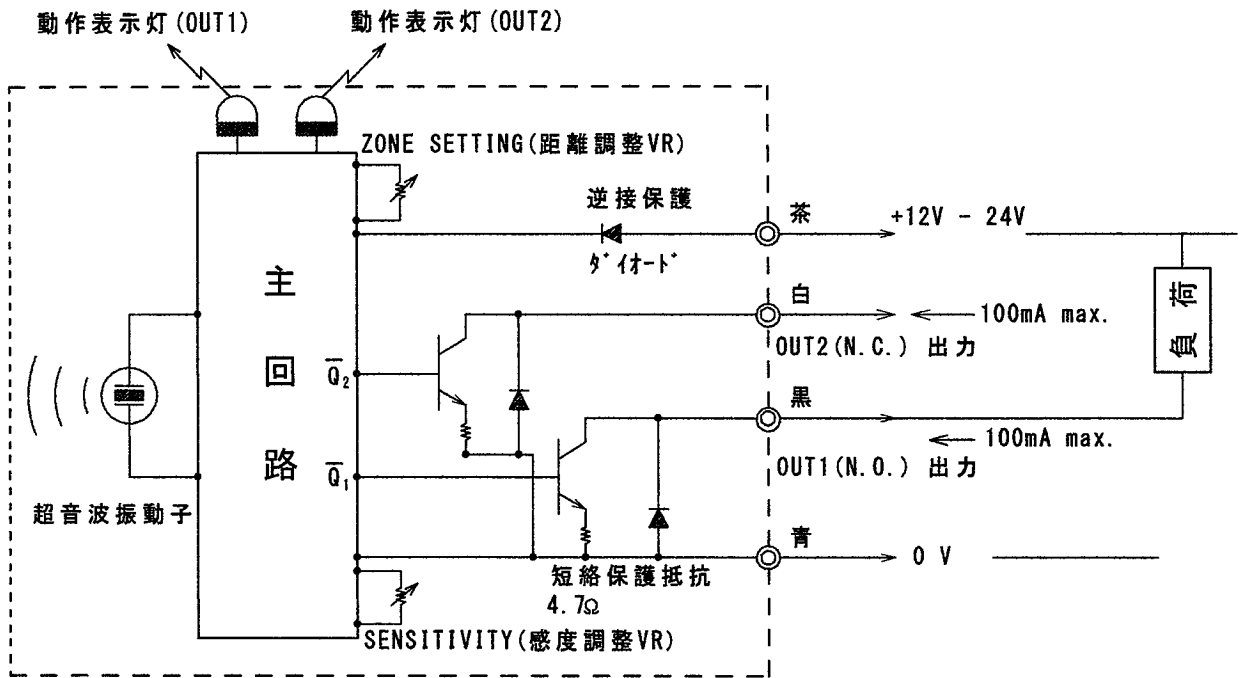 動作表示灯(OUT1)
動作表示灯(OUT2)
ZONE SETTING(距離調整VR)
逆接保護
ﾀﾞｲｵｰﾄﾞ
茶
+12V - 24V
主回路
白
100mA max.
OUT2(N.C.) 出力
負荷
Q̅₂
黒
100mA max.
OUT1(N.O.) 出力
Q̅₁
超音波振動子
青
0 V
短絡保護抵抗
4.7Ω
SENSITIVITY(感度調整VR)